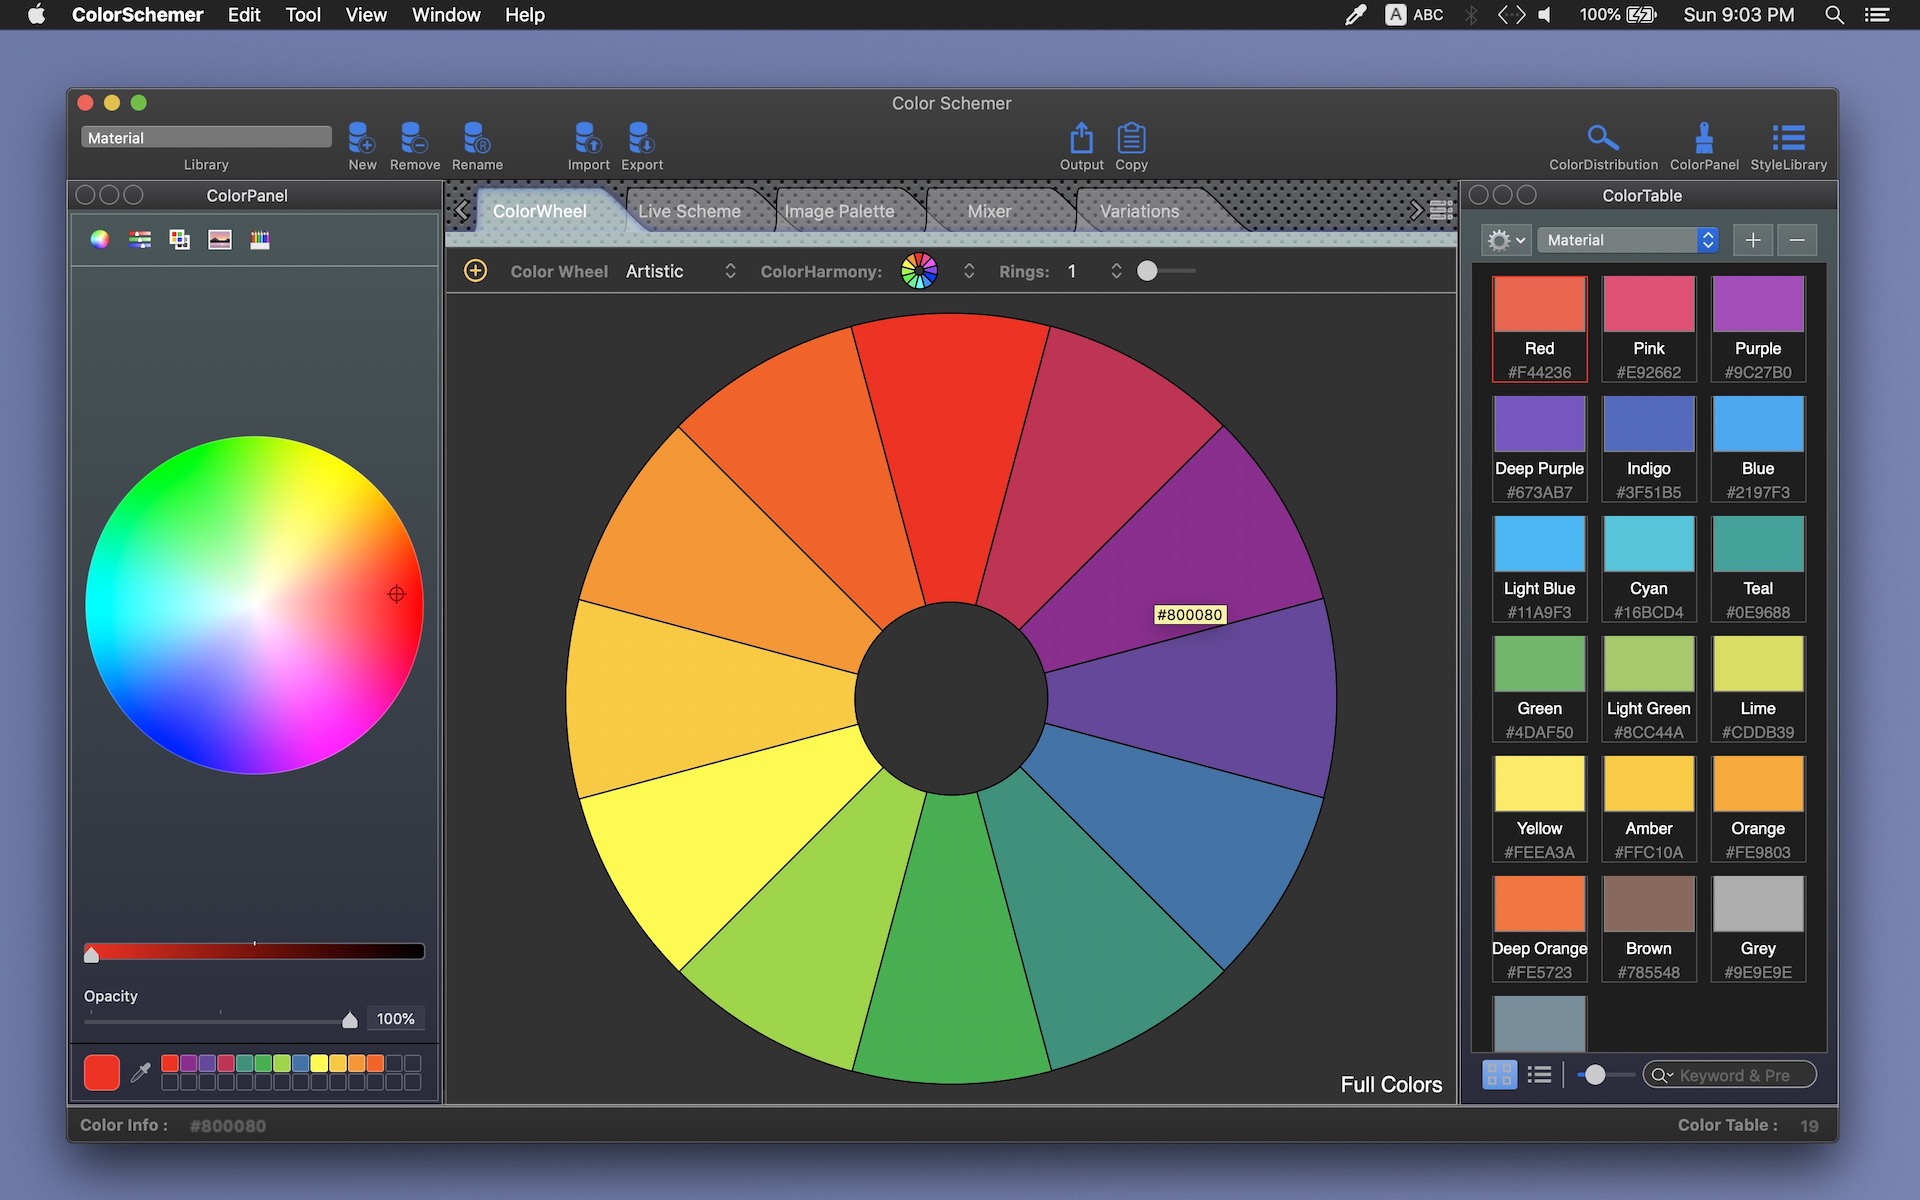 ColorSchemer Edit Tool View Window Help
A ABC 100% Sun 9:03 PM
Color Schemer
Material
Library New Remove Rename Import Export Output Copy ColorDistribution ColorPanel StyleLibrary
ColorPanel
ColorWheel Live Scheme Image Palette Mixer Variations
ColorTable
Material
Color Wheel Artistic ColorHarmony: Rings: 1
Red Pink Purple
#F44236 #E92662 #9C27B0
Deep Purple Indigo Blue
#673AB7 #3F51B5 #2197F3
Light Blue Cyan Teal
#11A9F3 #16BCD4 #0E9688
#800080
Green Light Green Lime
#4DAF50 #8CC44A #CDDB39
Yellow Amber Orange
#FEEA3A #FFC10A #FE9803
Deep Orange Brown Grey
#FE5723 #785548 #9E9E9E
Opacity
100%
Full Colors
Keyword & Pre
Color Info : #800080
Color Table : 19